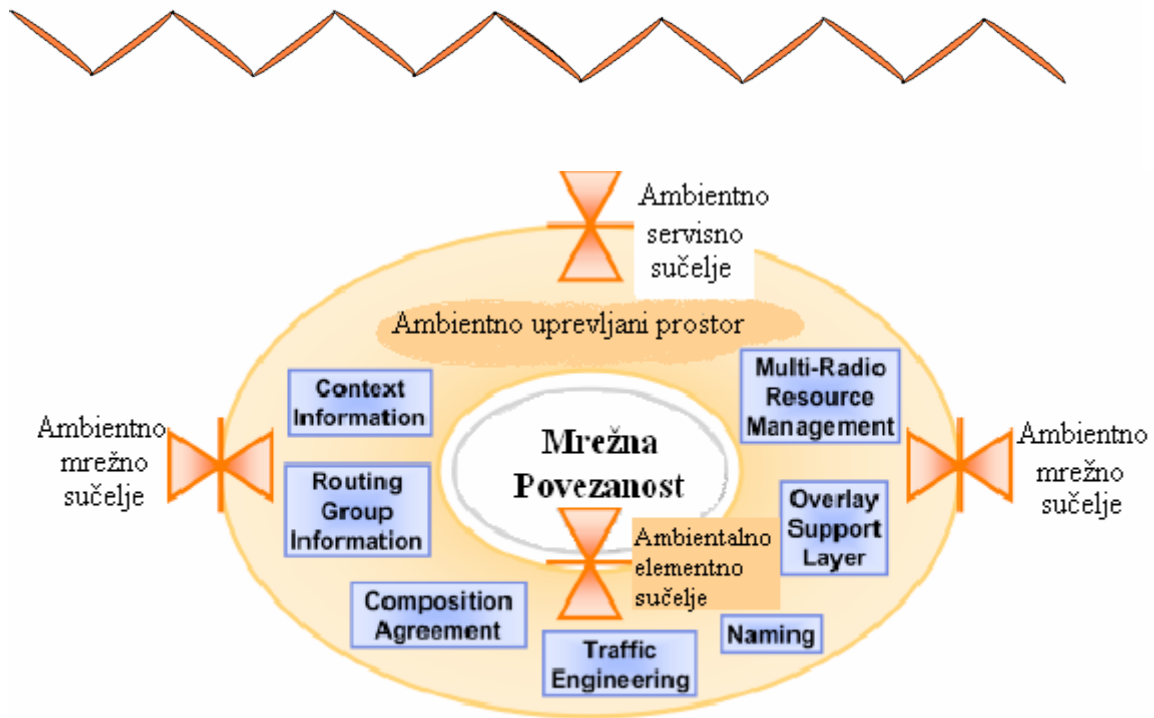 Ambientno
servisno
sučelje
Ambientno uprevljani prostor
Context
Information
Multi-Radio
Resource
Management
Ambientno
mrežno
sučelje
Mrežna
Povezanost
Ambientno
mrežno
sučelje
Routing
Group
Information
Overlay
Support
Layer
Ambientalno
elementno
sučelje
Composition
Agreement
Naming
Traffic
Engineering